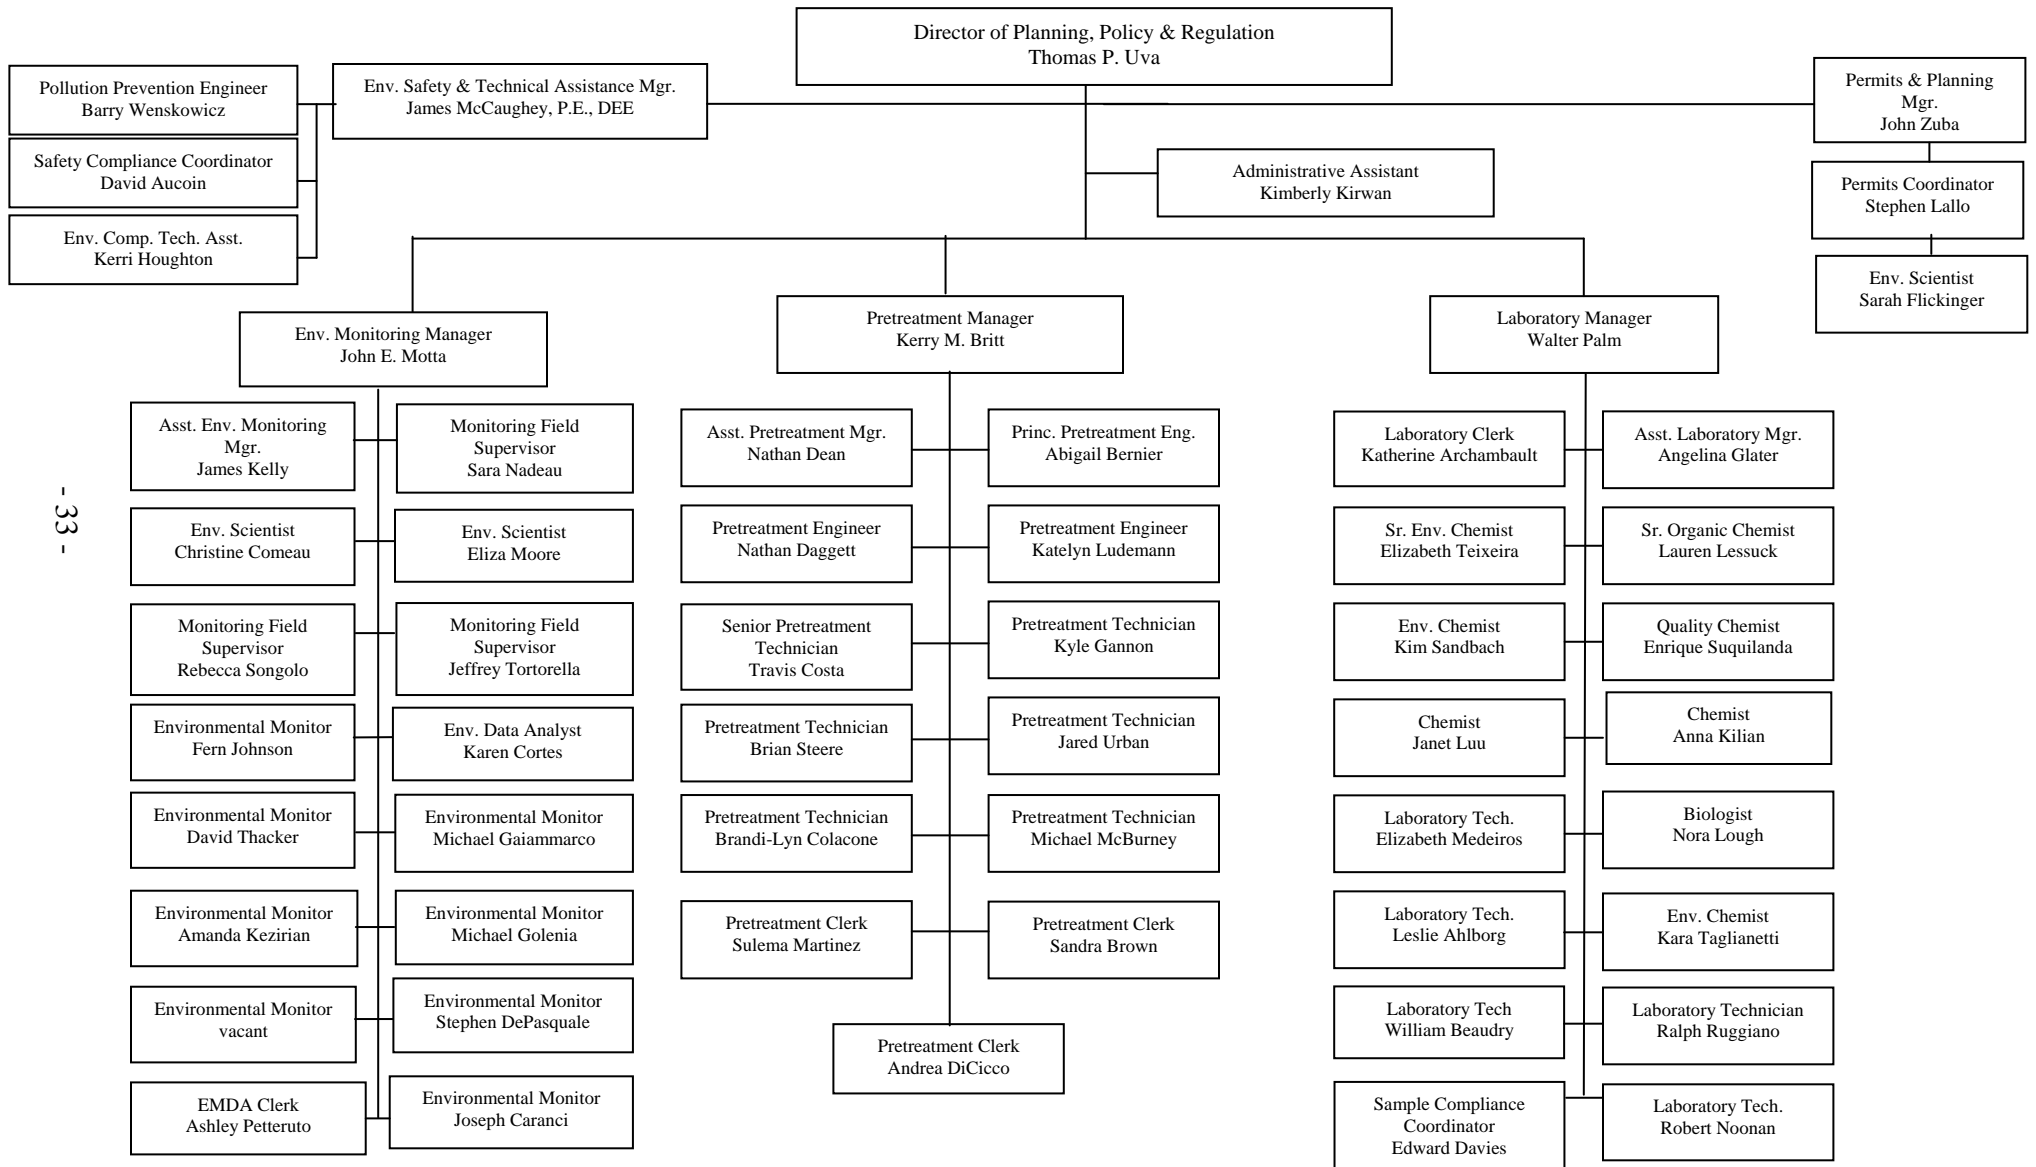 Director of Planning, Policy & Regulation
Thomas P. Uva
Pollution Prevention Engineer
Barry Wenskowicz
Env. Safety & Technical Assistance Mgr.
James McCaughey, P.E., DEE
Permits & Planning
Mgr.
John Zuba
Safety Compliance Coordinator
David Aucoin
Administrative Assistant
Kimberly Kirwan
Permits Coordinator
Stephen Lallo
Env. Comp. Tech. Asst.
Kerri Houghton
Env. Scientist
Sarah Flickinger
Env. Monitoring Manager
John E. Motta
Pretreatment Manager
Kerry M. Britt
Laboratory Manager
Walter Palm
Asst. Env. Monitoring
Mgr.
James Kelly
Monitoring Field
Supervisor
Sara Nadeau
Env. Scientist
Christine Comeau
Env. Scientist
Eliza Moore
Monitoring Field
Supervisor
Rebecca Songolo
Monitoring Field
Supervisor
Jeffrey Tortorella
Environmental Monitor
Fern Johnson
Env. Data Analyst
Karen Cortes
Environmental Monitor
David Thacker
Environmental Monitor
Michael Gaiammarco
Environmental Monitor
Amanda Kezirian
Environmental Monitor
Michael Golenia
Environmental Monitor
vacant
Environmental Monitor
Stephen DePasquale
EMDA Clerk
Ashley Petteruto
Environmental Monitor
Joseph Caranci
Asst. Pretreatment Mgr.
Nathan Dean
Princ. Pretreatment Eng.
Abigail Bernier
Pretreatment Engineer
Nathan Daggett
Pretreatment Engineer
Katelyn Ludemann
Senior Pretreatment
Technician
Travis Costa
Pretreatment Technician
Kyle Gannon
Pretreatment Technician
Brian Steere
Pretreatment Technician
Jared Urban
Pretreatment Technician
Brandi-Lyn Colacone
Pretreatment Technician
Michael McBurney
Pretreatment Clerk
Sulema Martinez
Pretreatment Clerk
Sandra Brown
Pretreatment Clerk
Andrea DiCicco
Laboratory Clerk
Katherine Archambault
Asst. Laboratory Mgr.
Angelina Glater
Sr. Env. Chemist
Elizabeth Teixeira
Sr. Organic Chemist
Lauren Lessuck
Env. Chemist
Kim Sandbach
Quality Chemist
Enrique Suquilanda
Chemist
Janet Luu
Chemist
Anna Kilian
Laboratory Tech.
Elizabeth Medeiros
Biologist
Nora Lough
Laboratory Tech.
Leslie Ahlborg
Env. Chemist
Kara Taglianetti
Laboratory Tech
William Beaudry
Laboratory Technician
Ralph Ruggiano
Sample Compliance
Coordinator
Edward Davies
Laboratory Tech.
Robert Noonan
- 33 -